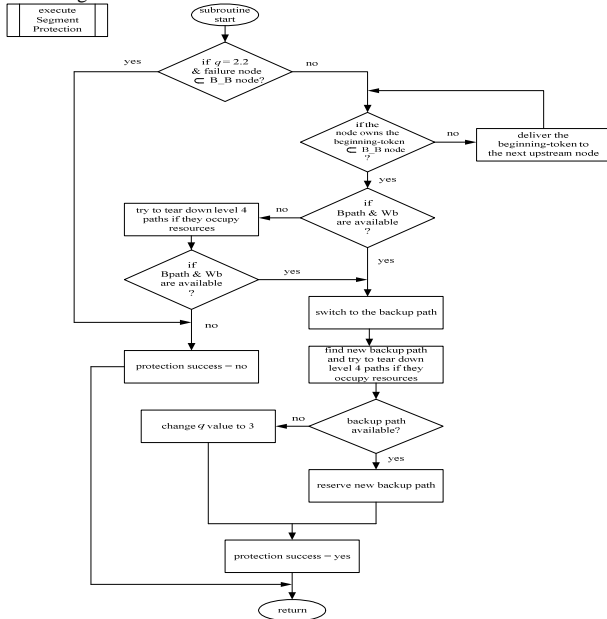 execute
Segment
Protection
subroutine
start
if q = 2.2
& failure node
⊂ B_B node?
yes
no
if the
node owns the
beginning-token
⊂ B_B node
?
no
deliver the
beginning-token to
the next upstream node
yes
if
Bpath & Wb
are available
?
no
try to tear down level 4
paths if they occupy
resources
yes
if
Bpath & Wb
are available
?
yes
no
switch to the backup path
find new backup path
and try to tear down
level 4 paths if they
occupy resources
protection success = no
backup path
available?
no
change q value to 3
yes
reserve new backup path
protection success = yes
return